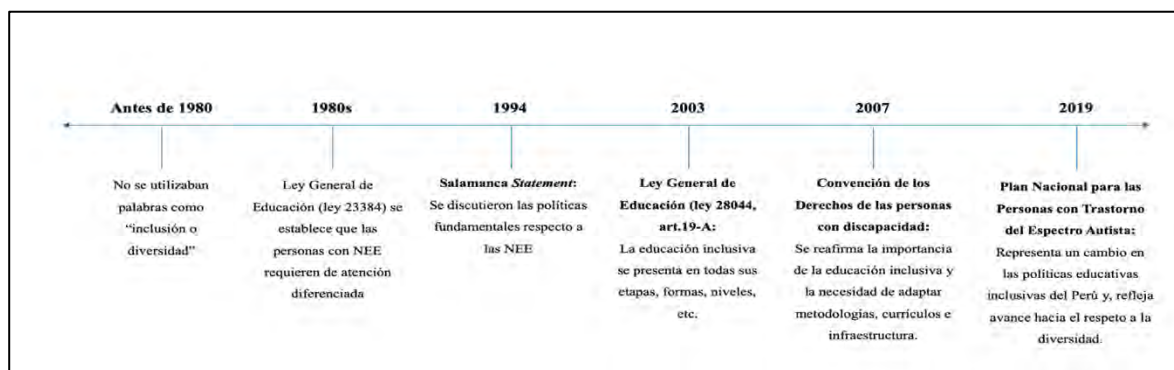 Antes de 1980
1980s
1994
2003
2007
2019
No se utilizaban
palabras como
“inclusión o
diversidad”
Ley General de
Educación (ley 23384) se
establece que las
personas con NEE
requieren de atención
diferenciada
Salamanca Statement:
Se discutieron las políticas
fundamentales respecto a
las NEE
Ley General de
Educación (ley 28044,
art.19-A:
La educación inclusiva
se presenta en todas sus
etapas, formas, niveles,
etc.
Convención de los
Derechos de las personas
con discapacidad:
Se reafirma la importancia
de la educación inclusiva y
la necesidad de adaptar
metodologías, currículos e
infraestructura.
Plan Nacional para las
Personas con Trastorno
del Espectro Autista:
Representa un cambio en
las políticas educativas
inclusivas del Perú y, refleja
avance hacia el respeto a la
diversidad.